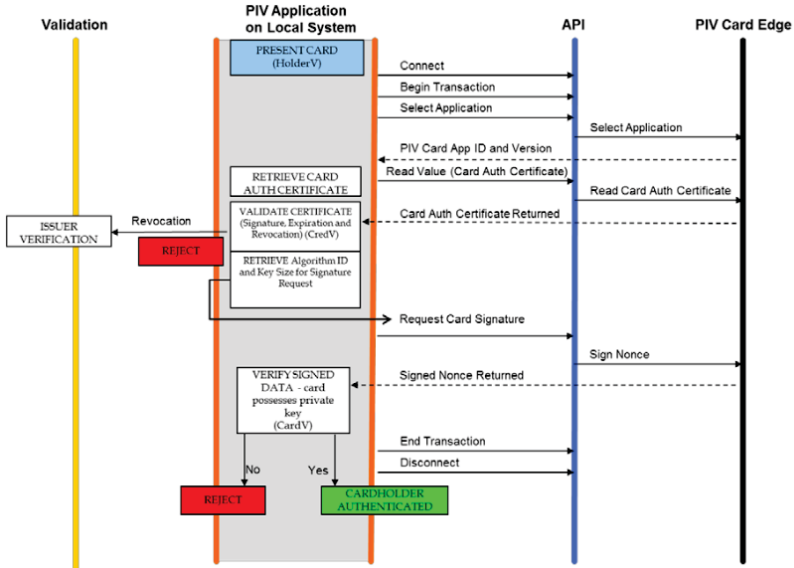 Validation
PIV Application
on Local System
API
PIV Card Edge
PRESENT CARD
(HolderV)
Connect
Begin Transaction
Select Application
Select Application
PIV Card App ID and Version
RETRIEVE CARD
AUTH CERTIFICATE
Read Value (Card Auth Certificate)
Read Card Auth Certificate
VALIDATE CERTIFICATE
(Signature, Expiration and
Revocation) (CredV)
Card Auth Certificate Returned
Revocation
ISSUER
VERIFICATION
REJECT
RETRIEVE Algorithm ID
and Key Size for Signature
Request
Request Card Signature
Sign Nonce
Signed Nonce Returned
VERIFY SIGNED
DATA - card
possesses private
key
(CardV)
End Transaction
Disconnect
No
Yes
REJECT
CARDHOLDER
AUTHENTICATED